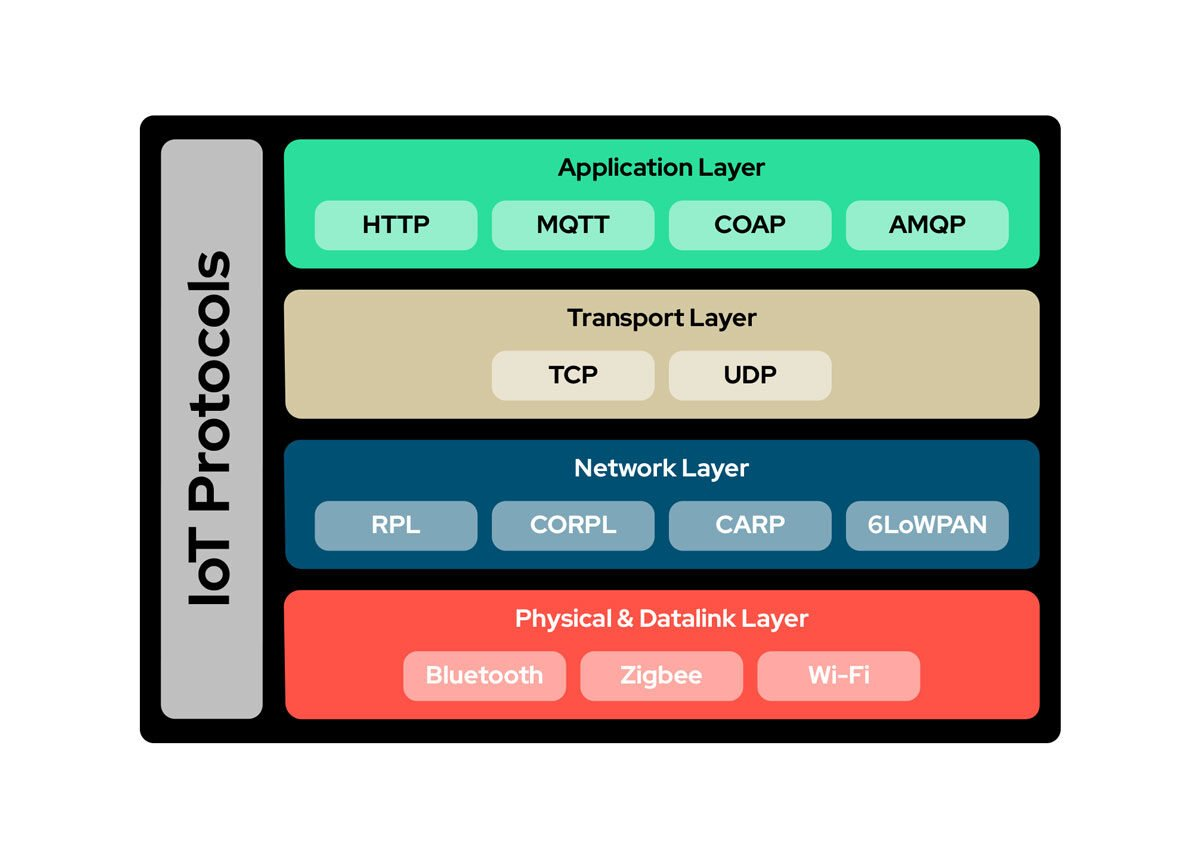 IoT Protocols
Application Layer
HTTP MQTT COAP AMQP
Transport Layer
TCP UDP
Network Layer
RPL CORPL CARP 6LoWPAN
Physical & Datalink Layer
Bluetooth Zigbee Wi-Fi